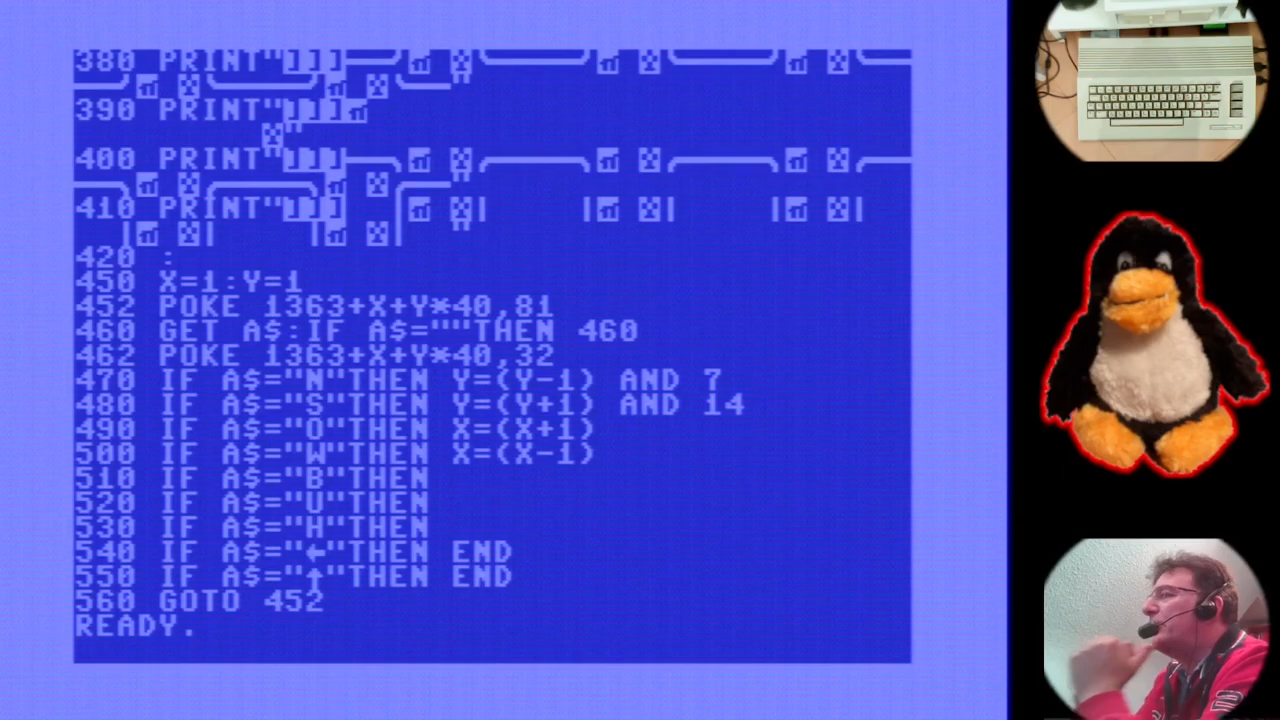 380 PRINT"
"
390 PRINT"
"
400 PRINT"
"
410 PRINT"
"
420 :
450 X=1:Y=1
452 POKE 1363+X+Y*40,81
460 GET A$:IF A$=""THEN 460
462 POKE 1363+X+Y*40,32
470 IF A$="N"THEN Y=(Y-1) AND 7
480 IF A$="S"THEN Y=(Y+1) AND 14
490 IF A$="O"THEN X=(X+1)
500 IF A$="W"THEN X=(X-1)
510 IF A$="B"THEN
520 IF A$="U"THEN
530 IF A$="H"THEN
540 IF A$="←"THEN END
550 IF A$="↑"THEN END
560 GOTO 452
READY.